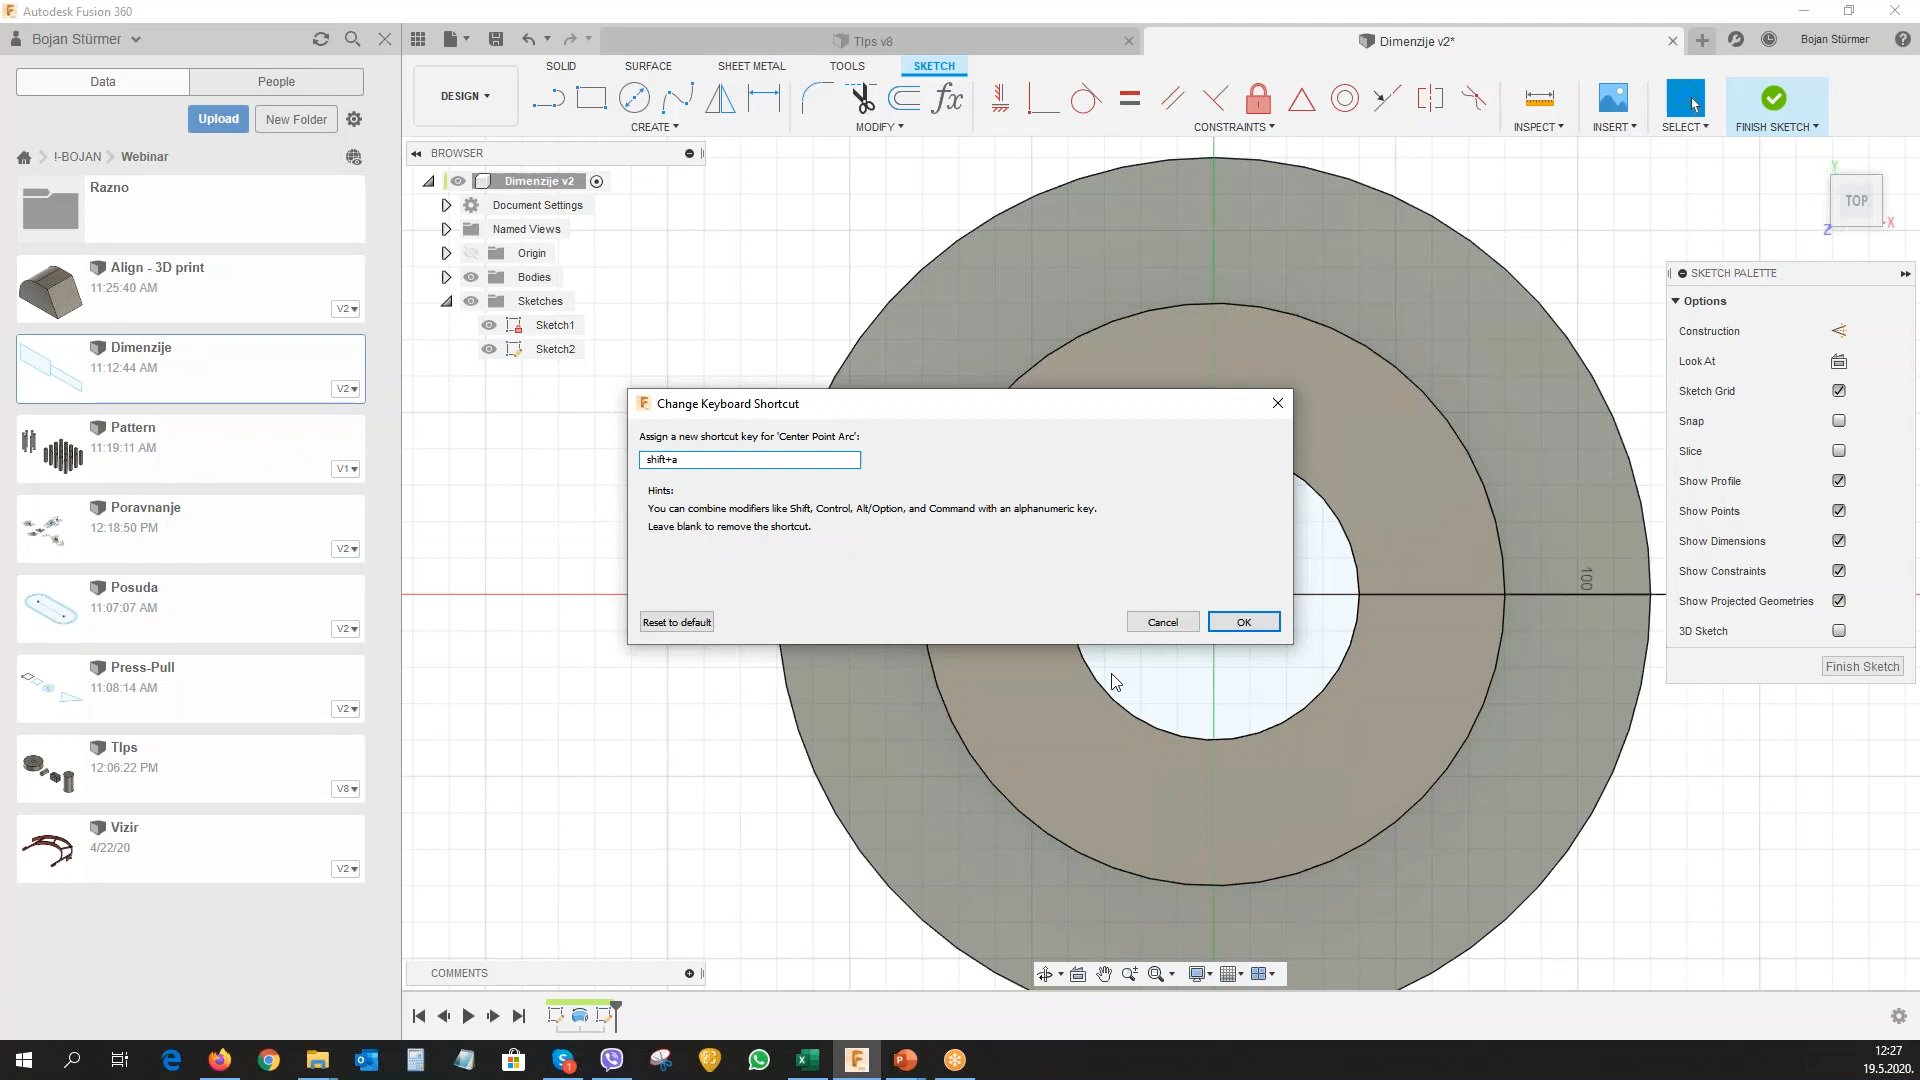 Autodesk Fusion 360
Bojan Stürmer
TIps v8
Dimenzije v2*
Bojan Stürmer
Data
People
Upload
New Folder
!-BOJAN
Webinar
Razno
Align - 3D print
11:25:40 AM
V2
Dimenzije
11:12:44 AM
V2
Pattern
11:19:11 AM
V1
Poravnanje
12:18:50 PM
V2
Posuda
11:07:07 AM
V2
Press-Pull
11:08:14 AM
V2
TIps
12:06:22 PM
V8
Vizir
4/22/20
V2
DESIGN
SOLID
SURFACE
SHEET METAL
TOOLS
SKETCH
fx
CREATE
MODIFY
CONSTRAINTS
INSPECT
INSERT
SELECT
FINISH SKETCH
BROWSER
Dimenzije v2
Document Settings
Named Views
Origin
Bodies
Sketches
Sketch1
Sketch2
Y
TOP
X
Z
Change Keyboard Shortcut
Assign a new shortcut key for 'Center Point Arc':
shift+a
Hints:
You can combine modifiers like Shift, Control, Alt/Option, and Command with an alphanumeric key.
Leave blank to remove the shortcut.
Reset to default
Cancel
OK
100
SKETCH PALETTE
Options
Construction
Look At
Sketch Grid
Snap
Slice
Show Profile
Show Points
Show Dimensions
Show Constraints
Show Projected Geometries
3D Sketch
Finish Sketch
COMMENTS
12:27
19.5.2020.